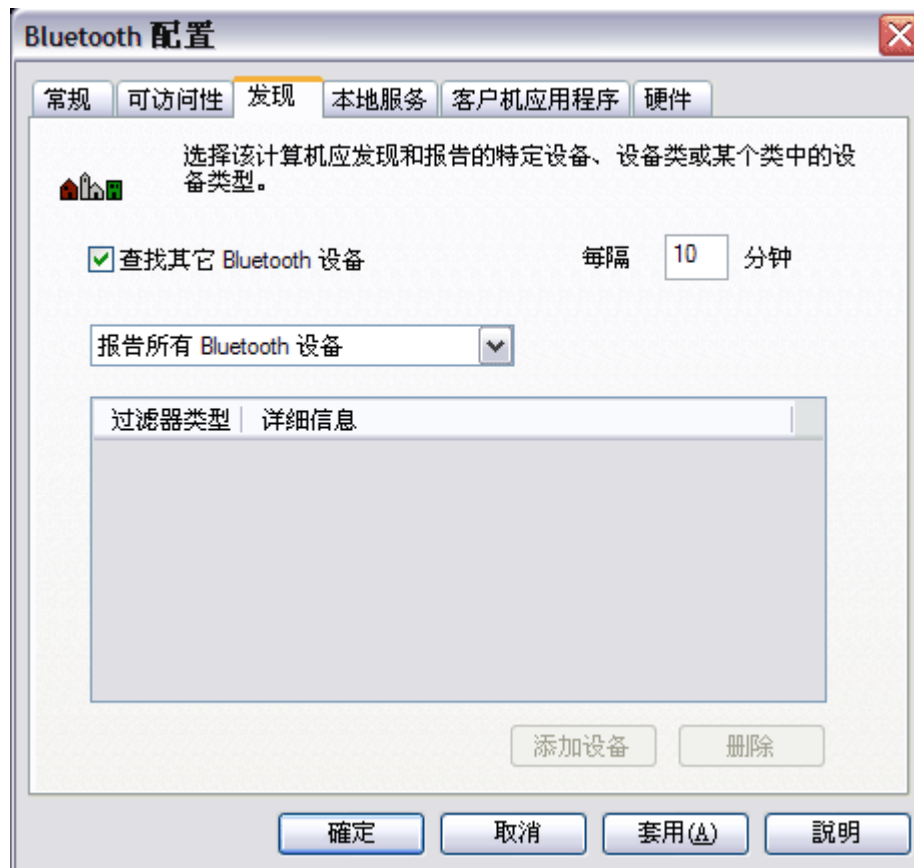 Bluetooth 配置
常规 可访问性 发现 本地服务 客户机应用程序 硬件
选择该计算机应发现和报告的特定设备、设备类或某个类中的设
备类型。
查找其它 Bluetooth 设备 每隔 10 分钟
报告所有 Bluetooth 设备
过滤器类型 详细信息
添加设备 删除
確定 取消 套用(A) 說明